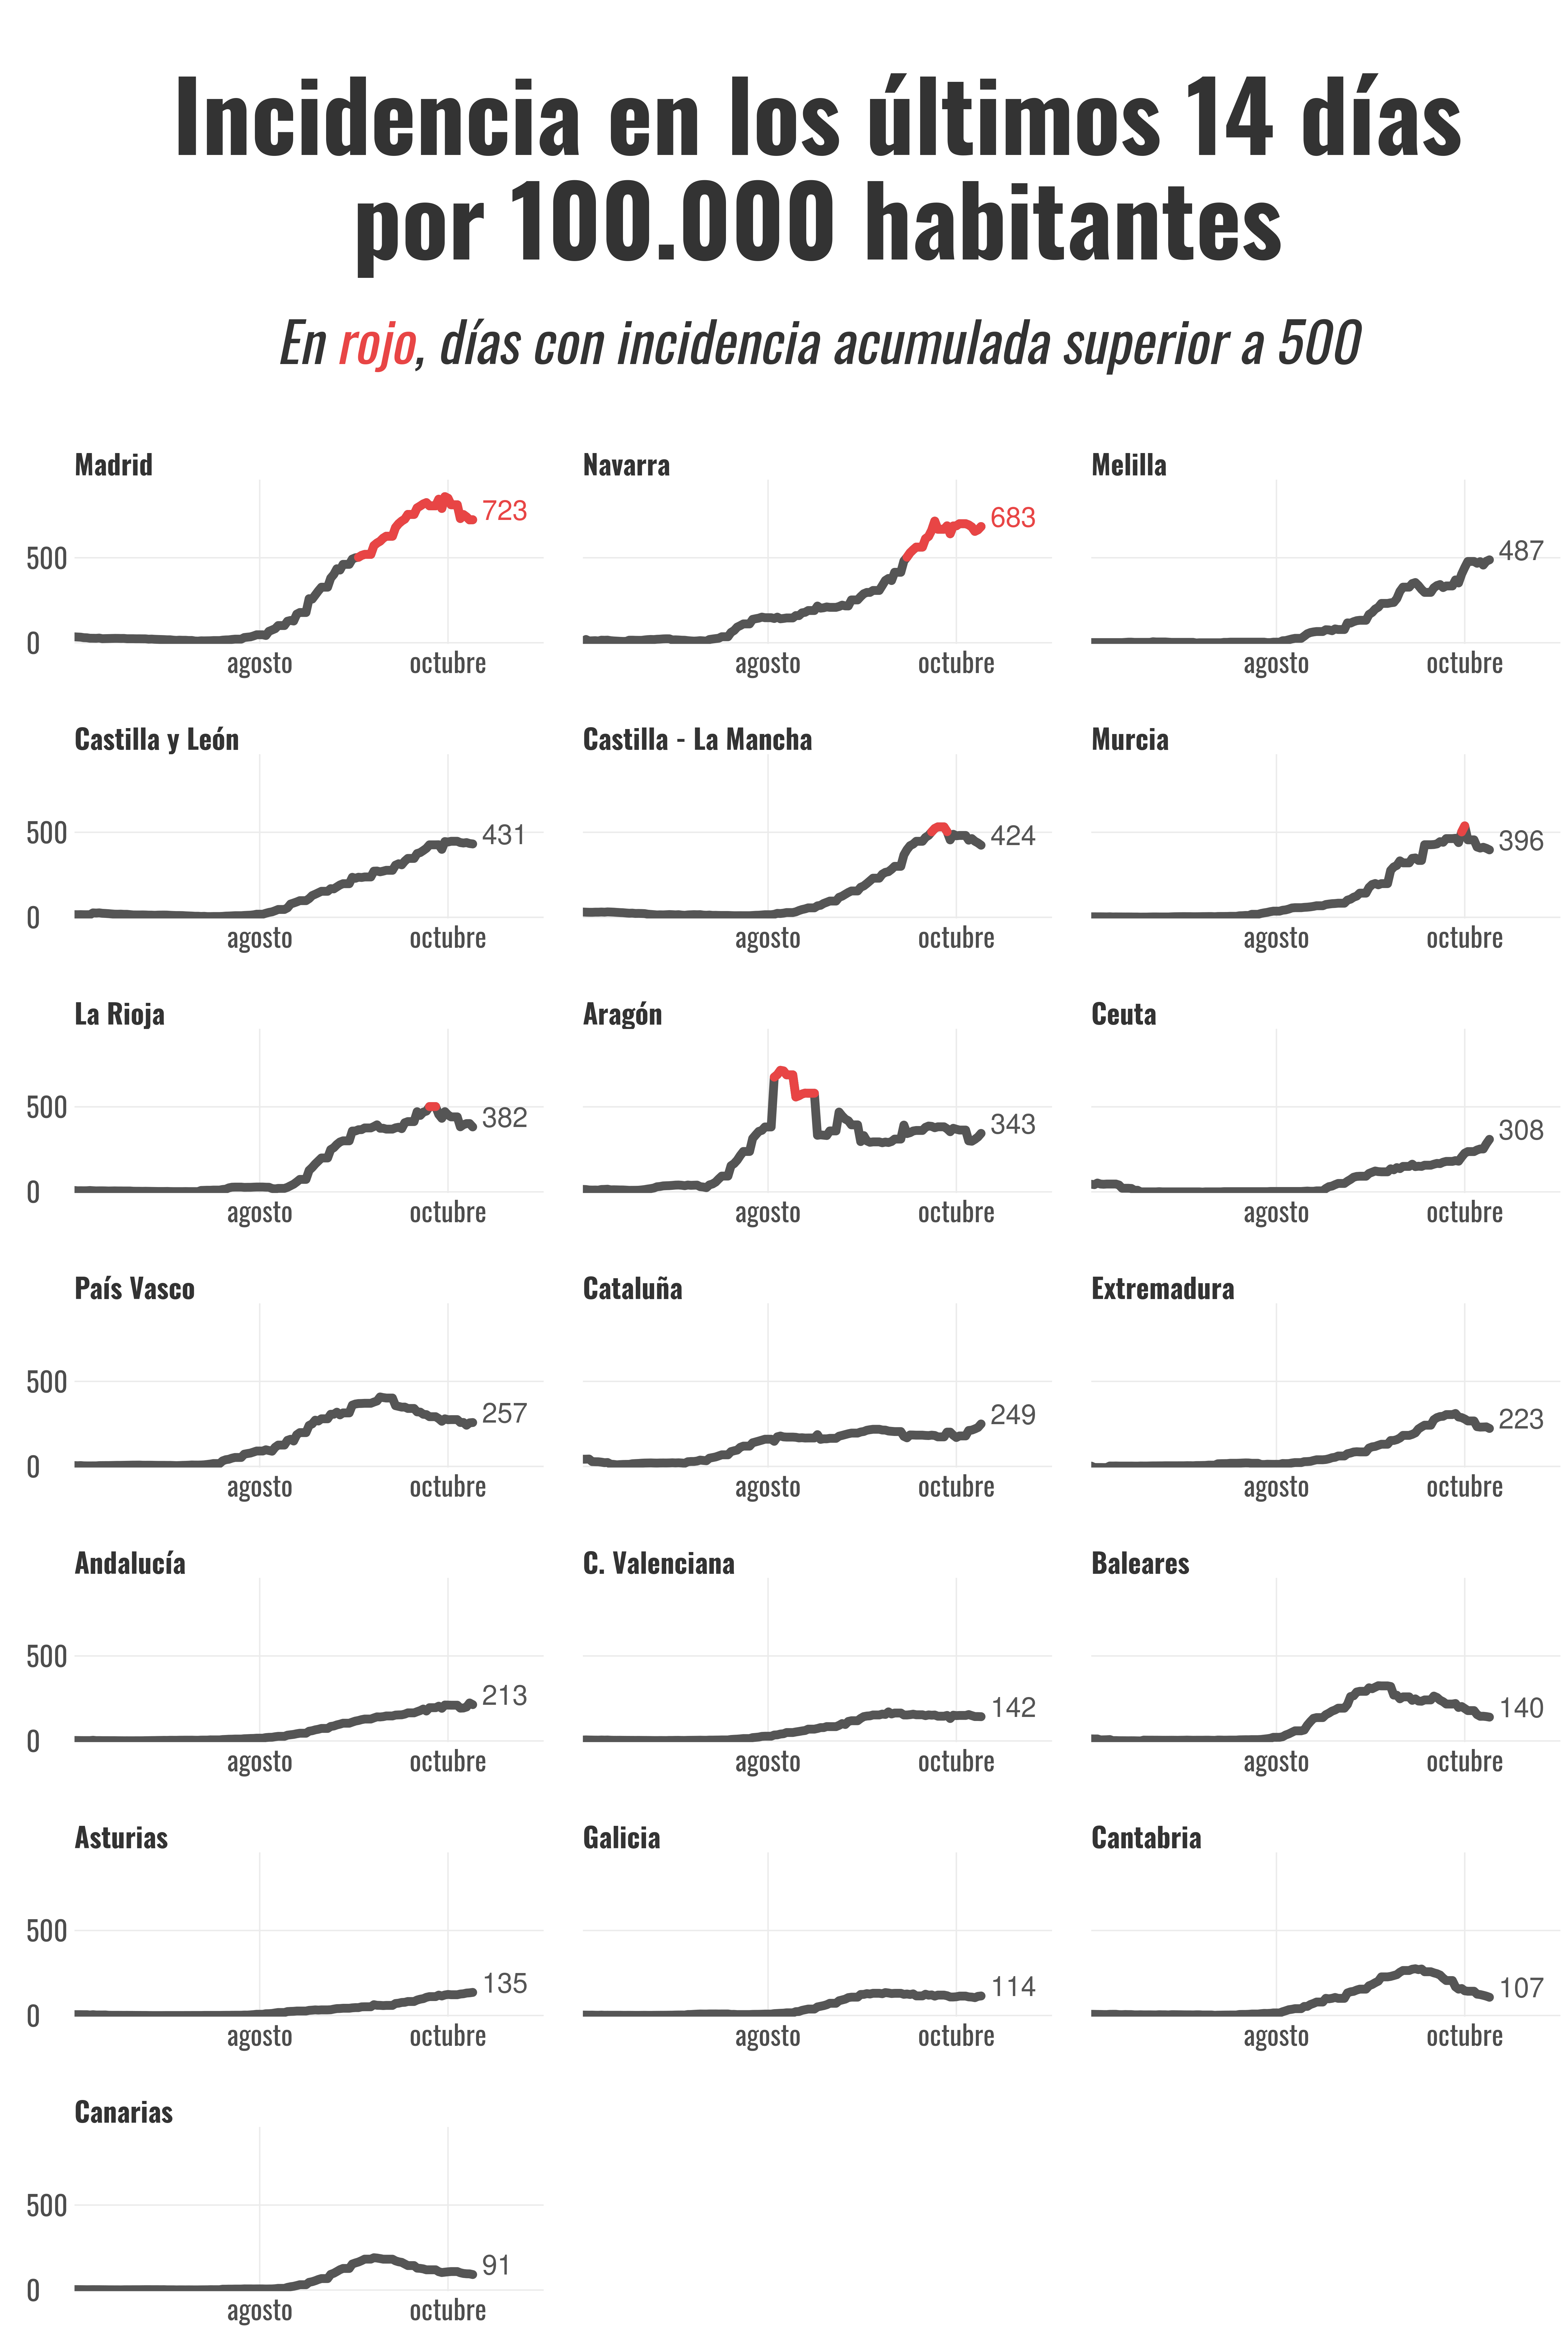 Incidencia en los últimos 14 días
por 100.000 habitantes
En rojo, días con incidencia acumulada superior a 500
Madrid
Navarra
Melilla
723
683
487
500
0
agosto
octubre
agosto
octubre
agosto
octubre
Castilla y León
Castilla - La Mancha
Murcia
431
424
396
500
0
agosto
octubre
agosto
octubre
agosto
octubre
La Rioja
Aragón
Ceuta
382
343
308
500
0
agosto
octubre
agosto
octubre
agosto
octubre
País Vasco
Cataluña
Extremadura
257
249
223
500
0
agosto
octubre
agosto
octubre
agosto
octubre
Andalucía
C. Valenciana
Baleares
213
142
140
500
0
agosto
octubre
agosto
octubre
agosto
octubre
Asturias
Galicia
Cantabria
135
114
107
500
0
agosto
octubre
agosto
octubre
agosto
octubre
Canarias
91
500
0
agosto
octubre